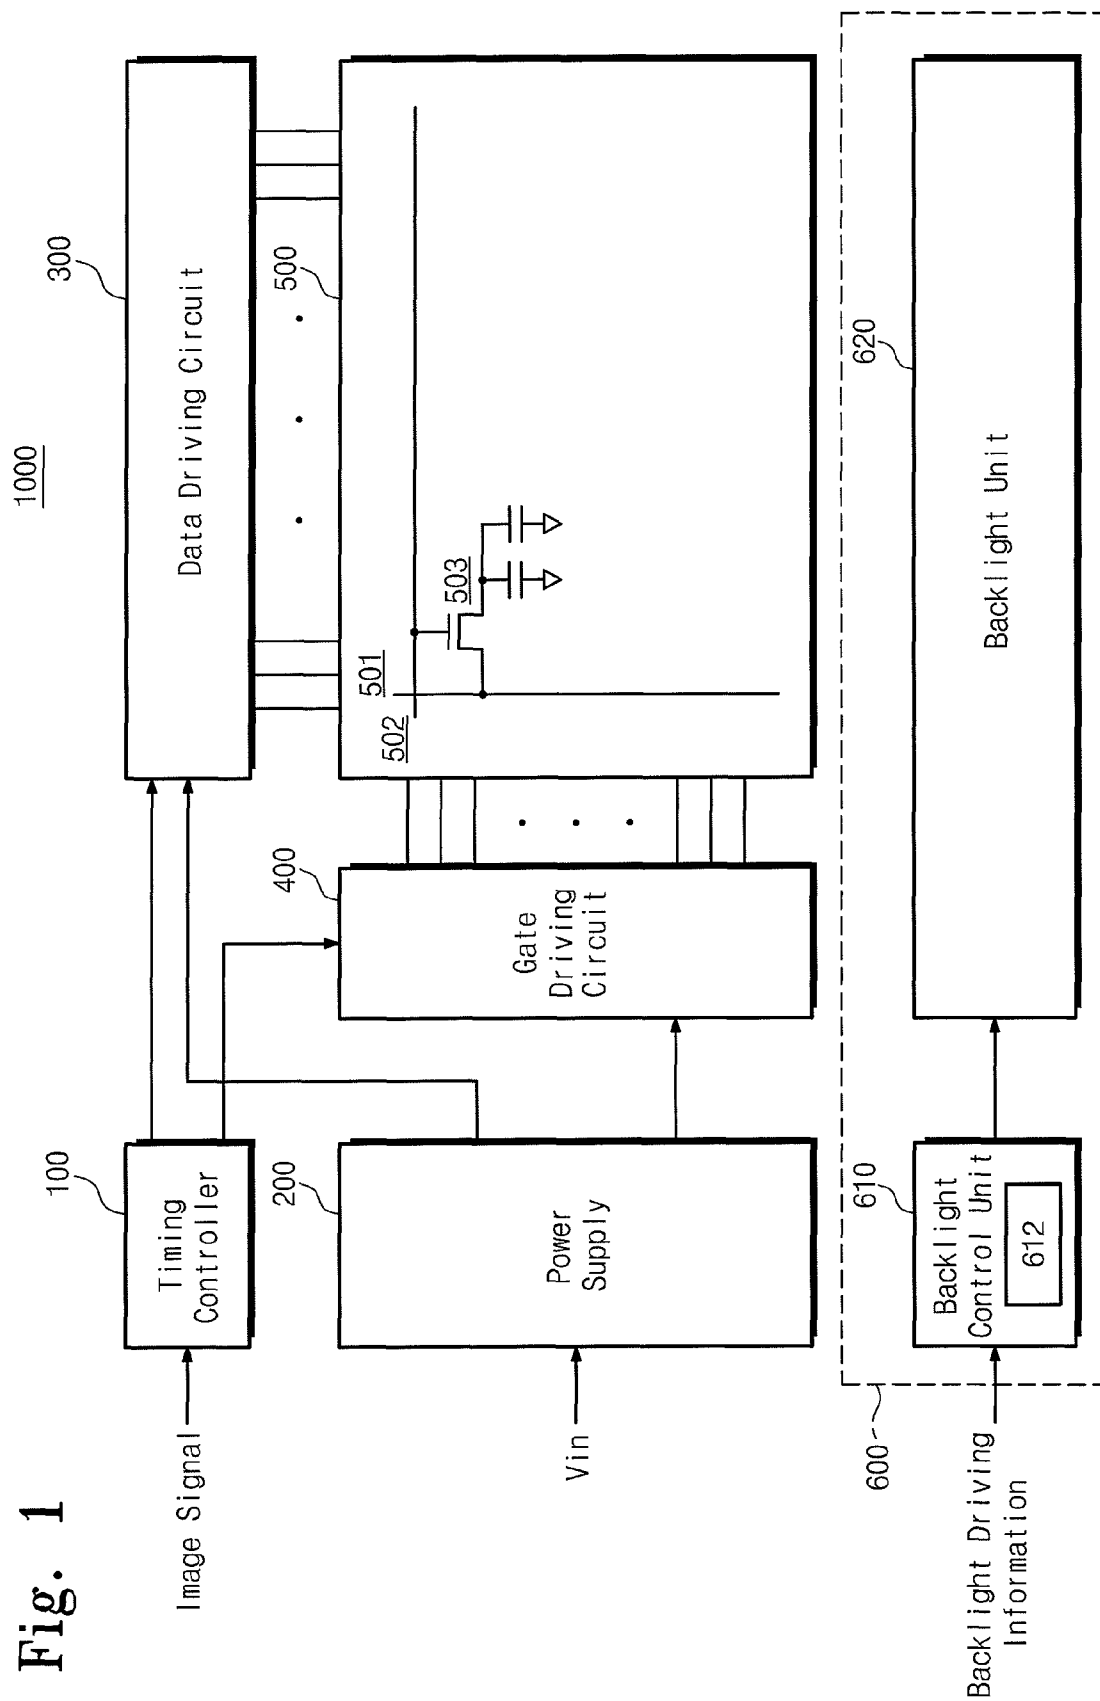 Fig. 1
1000
Image Signal
100
Timing
Controller
300
Data Driving Circuit
Vin
200
Power
Supply
400
Gate
Driving
Circuit
500
501
502
503
600
Backlight Driving
Information
610
Backlight
Control Unit
612
620
Backlight Unit